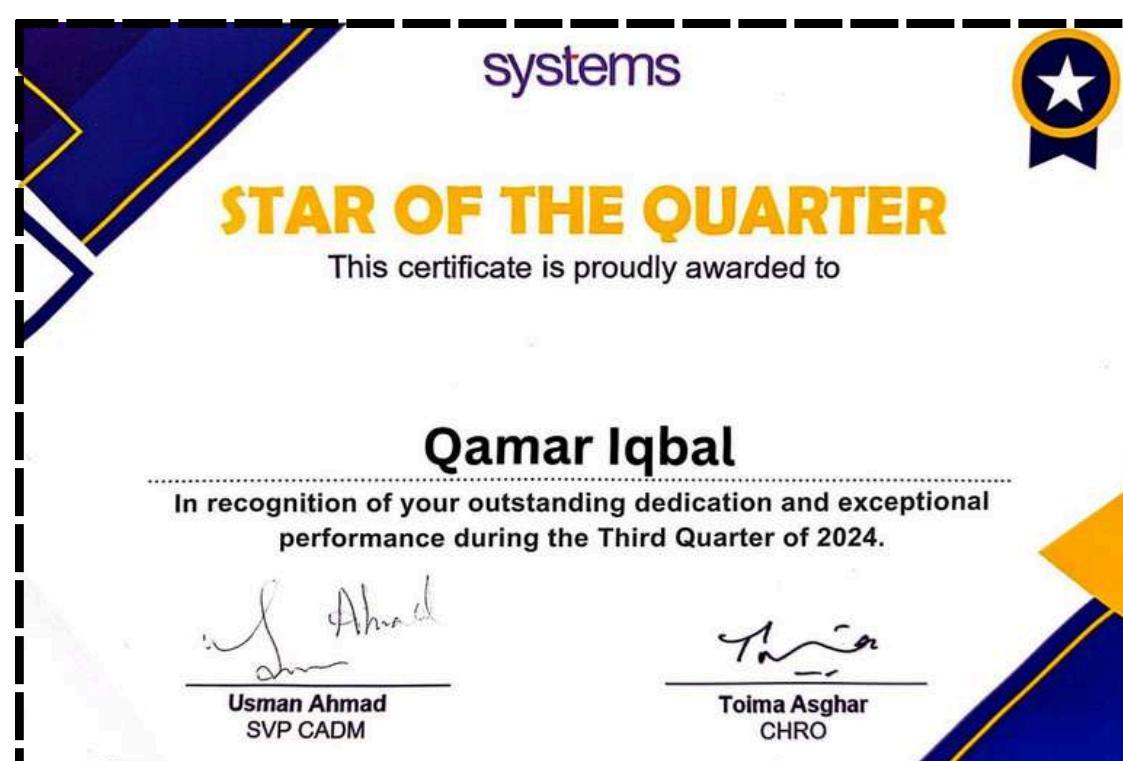 systems
STAR OF THE QUARTER
This certificate is proudly awarded to
Qamar Iqbal
In recognition of your outstanding dedication and exceptional
performance during the Third Quarter of 2024.
Ahmad
Usman Ahmad
SVP CADM
Toima Asghar
CHRO